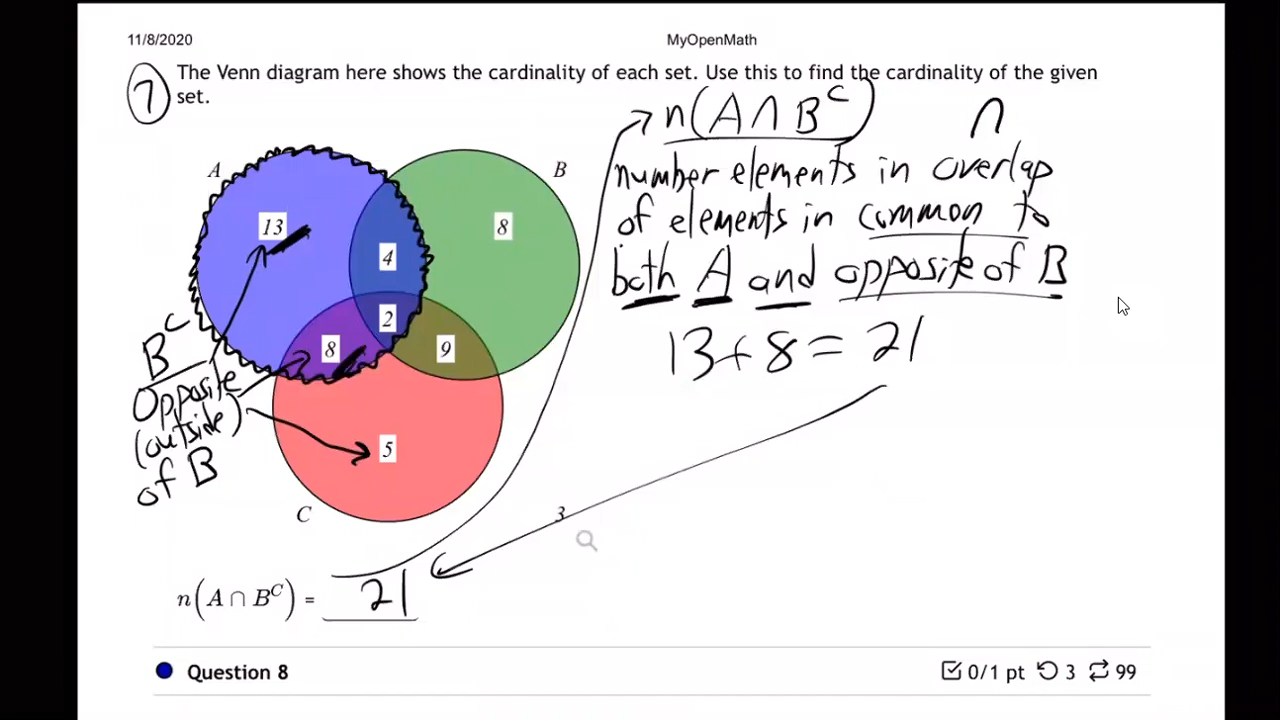 11/8/2020
MyOpenMath
7
The Venn diagram here shows the cardinality of each set. Use this to find the cardinality of the given
set.
n(A∩B^C)
∩
number elements in overlap
of elements in common to
both A and opposite of B
13+8=21
A
B
13
8
4
2
8
9
5
C
3
B^C
Opposite
(outside)
of B
n(A ∩ B^C) = 21
Question 8
0/1 pt 3 99